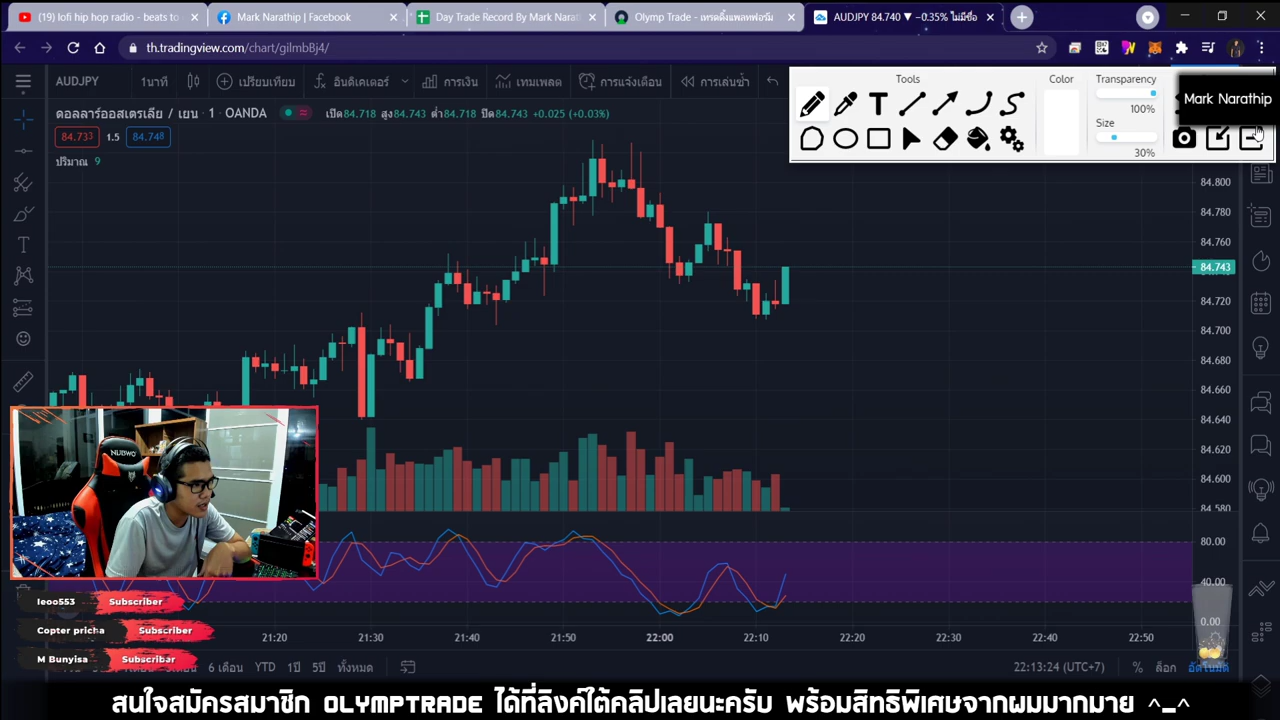 (19) lofi hip hop radio - beats to
Mark Narathip | Facebook
Day Trade Record By Mark Narat
Olymp Trade - เทรดดิ้งแพลทฟอร์ม
AUDJPY 84.740 ▼ −0.35% ไม่มีชื่อ
th.tradingview.com/chart/gilmbBj4/
AUDJPY
1นาที
เปรียบเทียบ
อินดิเคเตอร์
การเงิน
เทมเพลต
การแจ้งเตือน
การเล่นซ้ำ
Tools
Color
Transparency
100%
Size
30%
Mark Narathip
ดอลลาร์ออสเตรเลีย / เยน · 1 · OANDA
เปิด84.718 สูง84.743 ต่ำ84.718 ปิด84.743 +0.025 (+0.03%)
84.733 1.5 84.748
ปริมาณ 9
84.800
84.780
84.760
84.743
84.720
84.700
84.680
84.660
84.640
84.620
84.600
84.580
80.00
40.00
0.00
NUBWO
leoo553 Subscriber
Copter pricha Subscriber
M Bunyisa Subscriber
21:20 21:30 21:40 21:50 22:00 22:10 22:20 22:30 22:40 22:50
6 เดือน YTD 1ปี 5ปี ทั้งหมด
22:13:24 (UTC+7) % ล็อก อัตโนมัติ
สนใจสมัครสมาชิก OLYMPTRADE ได้ที่ลิงค์ใต้คลิปเลยนะครับ พร้อมสิทธิพิเศษจากผมมากมาย ^_^